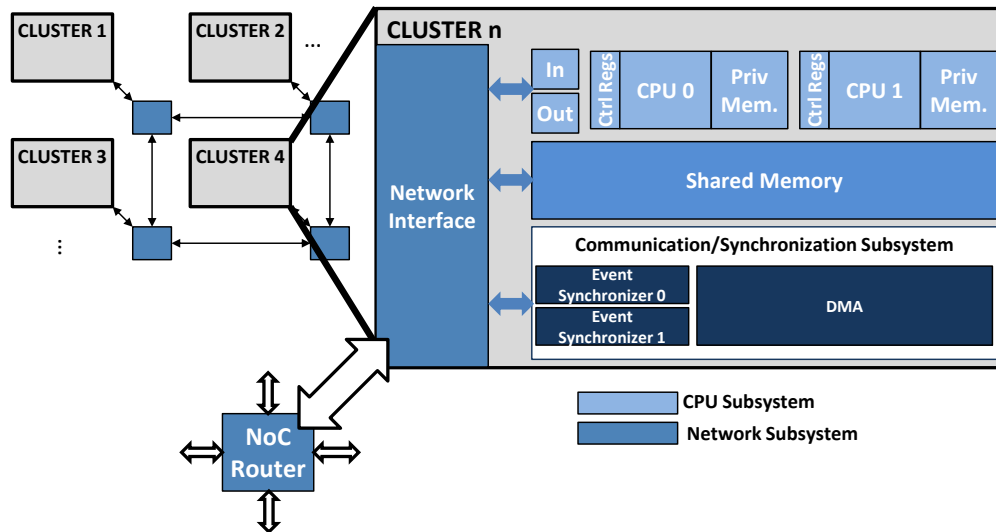 CLUSTER 1
CLUSTER 2
...
CLUSTER 3
CLUSTER 4
...
CLUSTER n
Network
Interface
In
Out
Ctrl Regs
CPU 0
Priv
Mem.
Ctrl Regs
CPU 1
Priv
Mem.
Shared Memory
Communication/Synchronization Subsystem
Event
Synchronizer 0
Event
Synchronizer 1
DMA
NoC
Router
CPU Subsystem
Network Subsystem